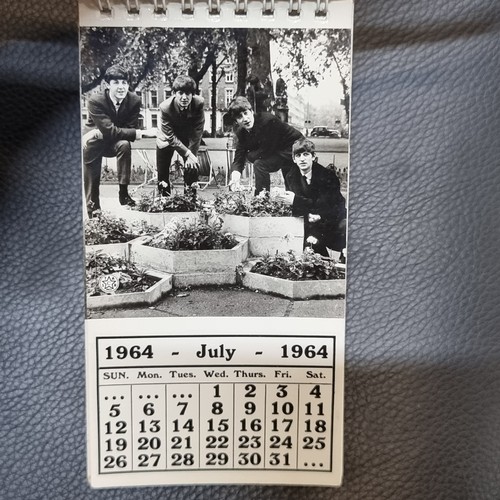 1964 - July - 1964
SUN. Mon. Tues. Wed. Thurs. Fri. Sat.
... ... ... 1 2 3 4
5 6 7 8 9 10 11
12 13 14 15 16 17 18
19 20 21 22 23 24 25
26 27 28 29 30 31 ...